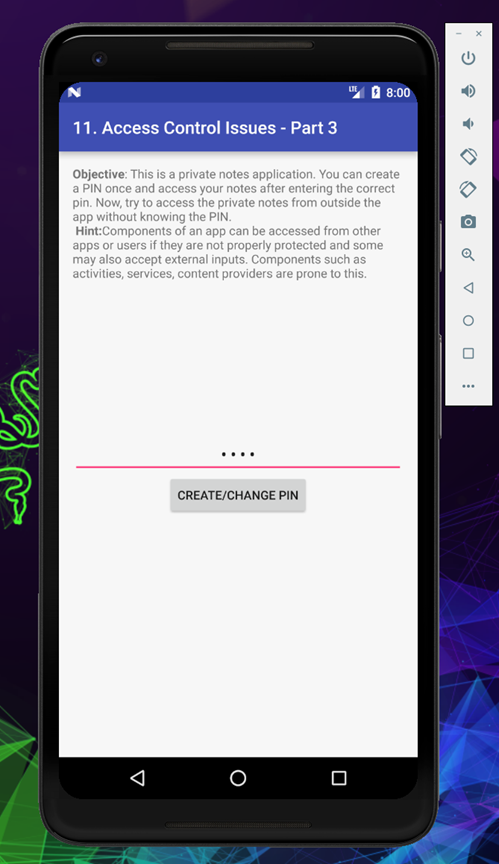 LTE 8:00
11. Access Control Issues - Part 3
Objective: This is a private notes application. You can create
a PIN once and access your notes after entering the correct
pin. Now, try to access the private notes from outside the
app without knowing the PIN.
Hint:Components of an app can be accessed from other
apps or users if they are not properly protected and some
may also accept external inputs. Components such as
activities, services, content providers are prone to this.
CREATE/CHANGE PIN